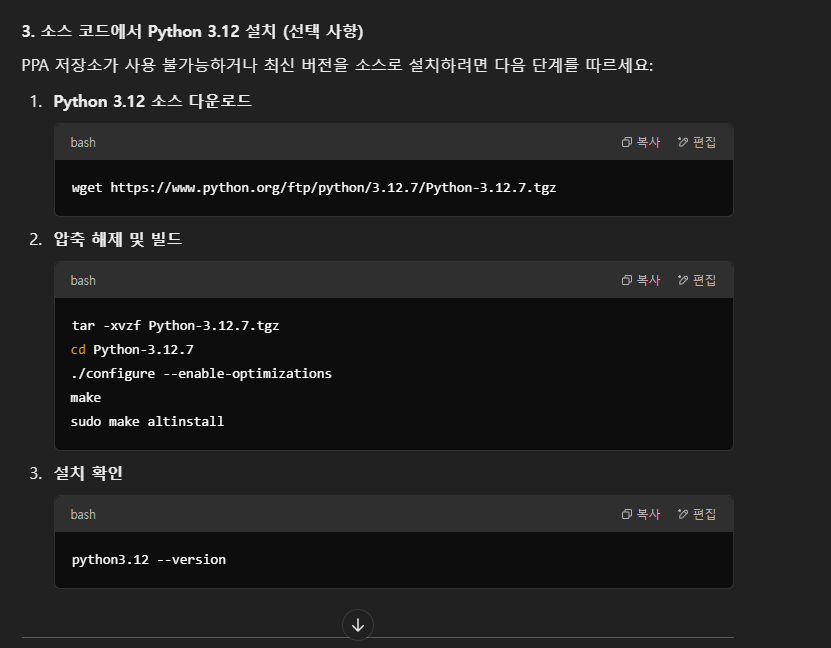 3. 소스 코드에서 Python 3.12 설치 (선택 사항)
PPA 저장소가 사용 불가능하거나 최신 버전을 소스로 설치하려면 다음 단계를 따르세요:
1. Python 3.12 소스 다운로드
bash 복사 편집
wget https://www.python.org/ftp/python/3.12.7/Python-3.12.7.tgz
2. 압축 해제 및 빌드
bash 복사 편집
tar -xvzf Python-3.12.7.tgz
cd Python-3.12.7
./configure --enable-optimizations
make
sudo make altinstall
3. 설치 확인
bash 복사 편집
python3.12 --version